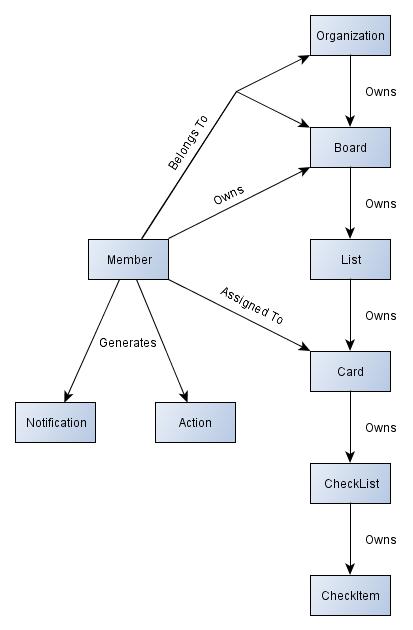 Organization
Owns
Belongs To
Board
Owns
Owns
Member
List
Assigned To
Owns
Generates
Card
Notification
Action
Owns
CheckList
Owns
CheckItem